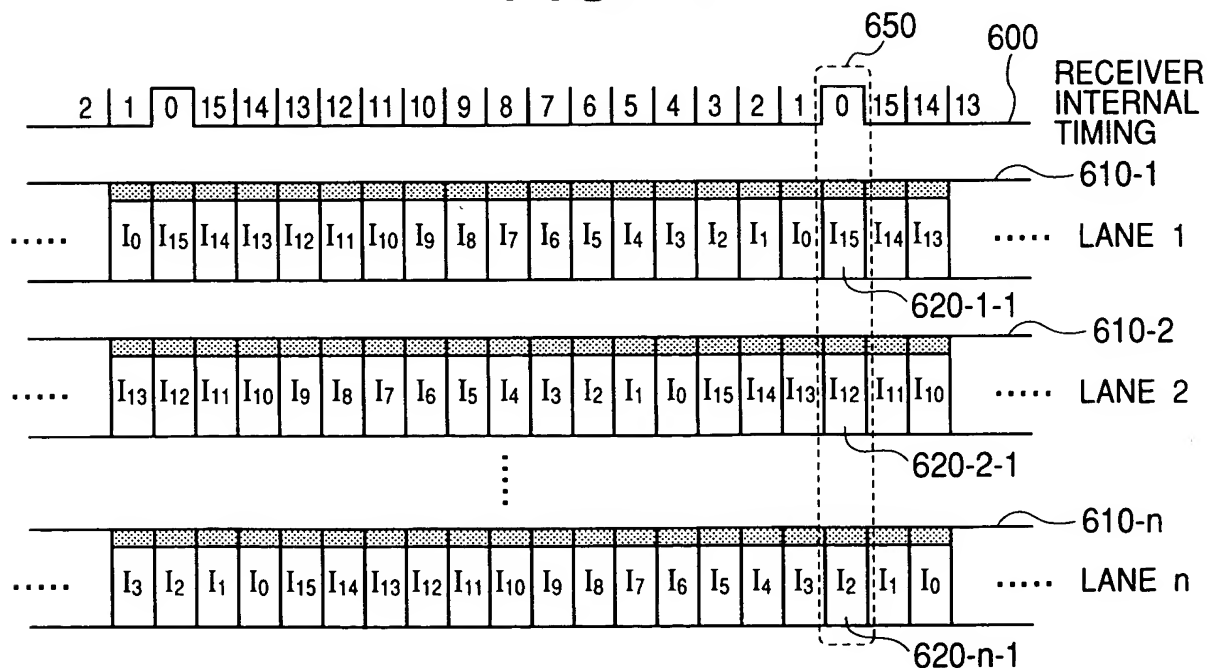 650
600
2 1 0 15 14 13 12 11 10 9 8 7 6 5 4 3 2 1 0 15 14 13
RECEIVER
INTERNAL
TIMING
610-1
..... I₀ I₁₅ I₁₄ I₁₃ I₁₂ I₁₁ I₁₀ I₉ I₈ I₇ I₆ I₅ I₄ I₃ I₂ I₁ I₀ I₁₅ I₁₄ I₁₃ ..... LANE 1
620-1-1
610-2
..... I₁₃ I₁₂ I₁₁ I₁₀ I₉ I₈ I₇ I₆ I₅ I₄ I₃ I₂ I₁ I₀ I₁₅ I₁₄ I₁₃ I₁₂ I₁₁ I₁₀ ..... LANE 2
620-2-1
610-n
..... I₃ I₂ I₁ I₀ I₁₅ I₁₄ I₁₃ I₁₂ I₁₁ I₁₀ I₉ I₈ I₇ I₆ I₅ I₄ I₃ I₂ I₁ I₀ ..... LANE n
620-n-1